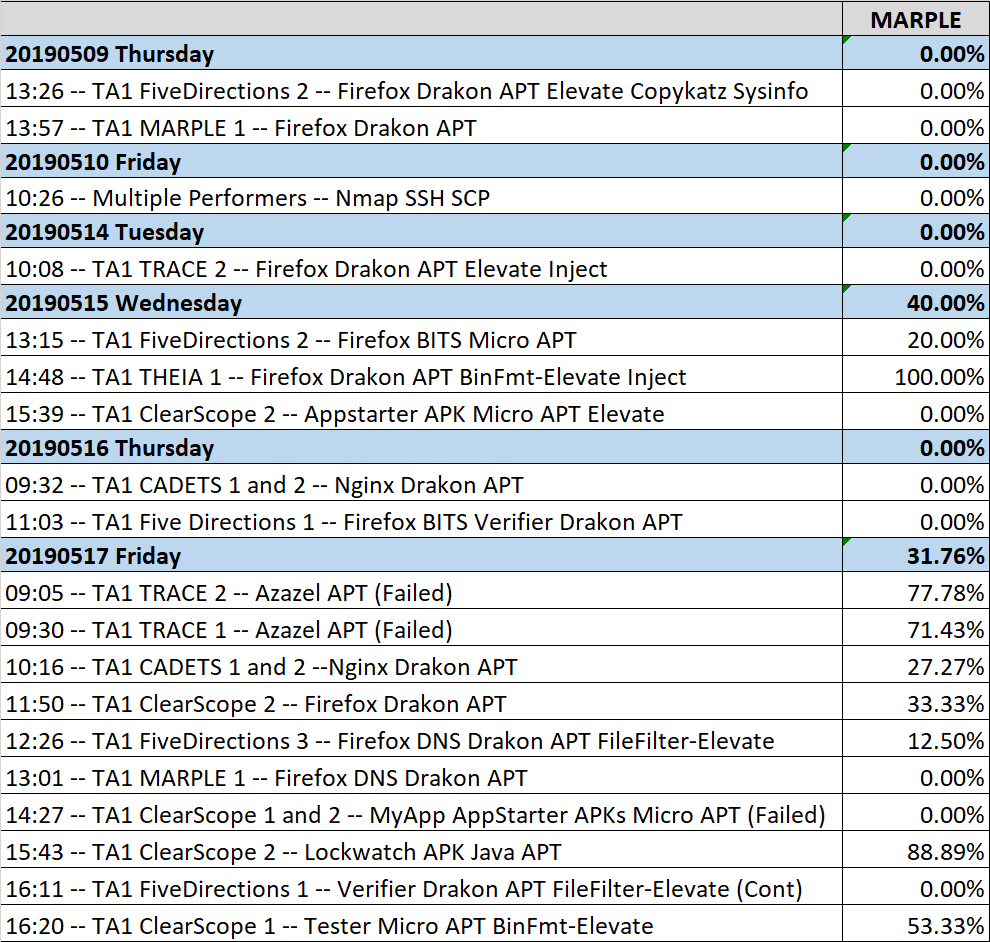 MARPLE
20190509 Thursday 0.00%
13:26 -- TA1 FiveDirections 2 -- Firefox Drakon APT Elevate Copykatz Sysinfo 0.00%
13:57 -- TA1 MARPLE 1 -- Firefox Drakon APT 0.00%
20190510 Friday 0.00%
10:26 -- Multiple Performers -- Nmap SSH SCP 0.00%
20190514 Tuesday 0.00%
10:08 -- TA1 TRACE 2 -- Firefox Drakon APT Elevate Inject 0.00%
20190515 Wednesday 40.00%
13:15 -- TA1 FiveDirections 2 -- Firefox BITS Micro APT 20.00%
14:48 -- TA1 THEIA 1 -- Firefox Drakon APT BinFmt-Elevate Inject 100.00%
15:39 -- TA1 ClearScope 2 -- Appstarter APK Micro APT Elevate 0.00%
20190516 Thursday 0.00%
09:32 -- TA1 CADETS 1 and 2 -- Nginx Drakon APT 0.00%
11:03 -- TA1 Five Directions 1 -- Firefox BITS Verifier Drakon APT 0.00%
20190517 Friday 31.76%
09:05 -- TA1 TRACE 2 -- Azazel APT (Failed) 77.78%
09:30 -- TA1 TRACE 1 -- Azazel APT (Failed) 71.43%
10:16 -- TA1 CADETS 1 and 2 --Nginx Drakon APT 27.27%
11:50 -- TA1 ClearScope 2 -- Firefox Drakon APT 33.33%
12:26 -- TA1 FiveDirections 3 -- Firefox DNS Drakon APT FileFilter-Elevate 12.50%
13:01 -- TA1 MARPLE 1 -- Firefox DNS Drakon APT 0.00%
14:27 -- TA1 ClearScope 1 and 2 -- MyApp AppStarter APKs Micro APT (Failed) 0.00%
15:43 -- TA1 ClearScope 2 -- Lockwatch APK Java APT 88.89%
16:11 -- TA1 FiveDirections 1 -- Verifier Drakon APT FileFilter-Elevate (Cont) 0.00%
16:20 -- TA1 ClearScope 1 -- Tester Micro APT BinFmt-Elevate 53.33%